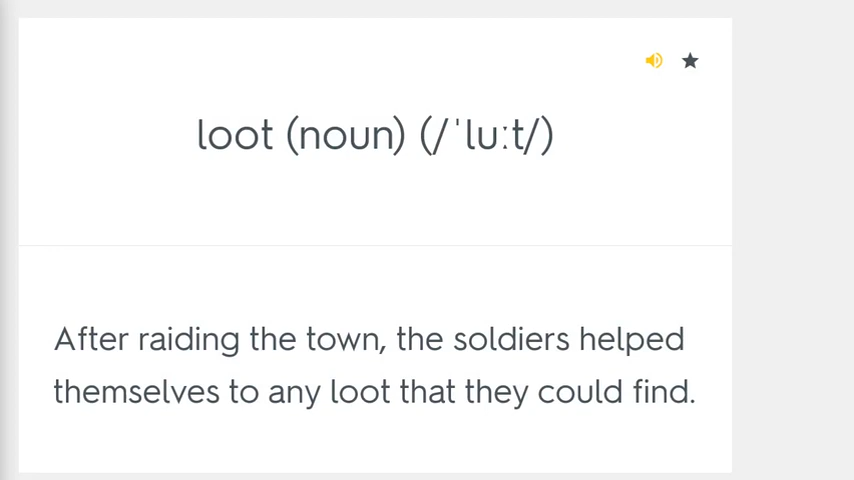 loot (noun) (/ˈluːt/)
After raiding the town, the soldiers helped
themselves to any loot that they could find.